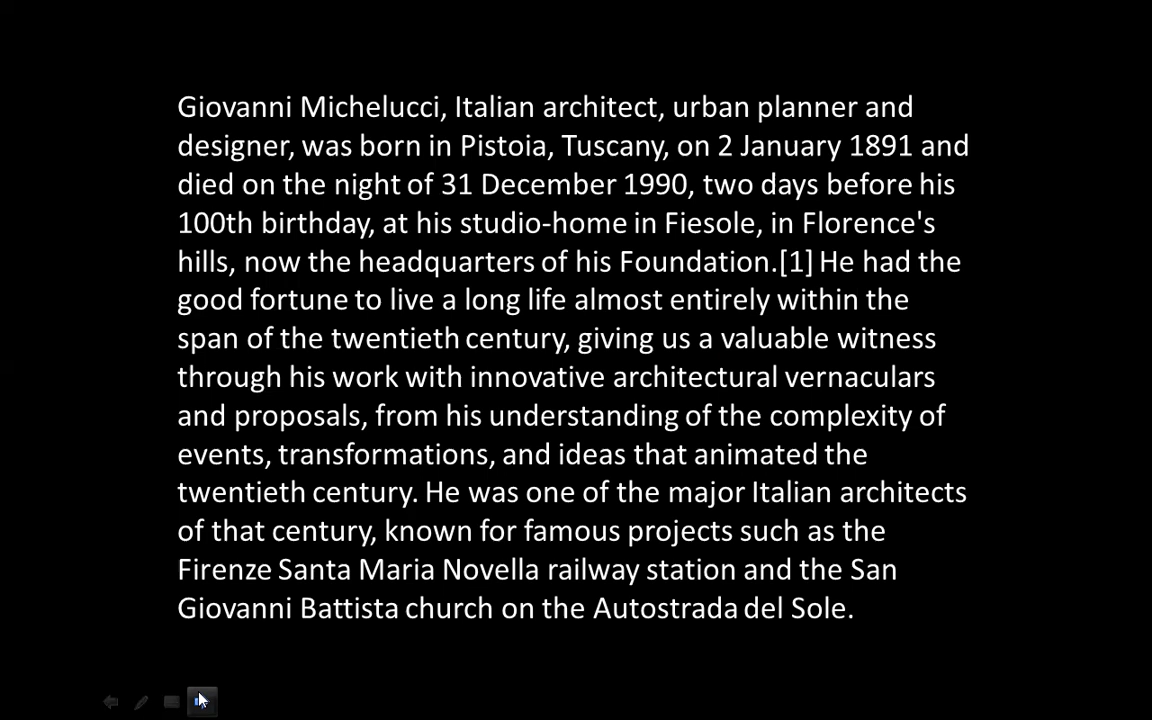 Giovanni Michelucci, Italian architect, urban planner and
designer, was born in Pistoia, Tuscany, on 2 January 1891 and
died on the night of 31 December 1990, two days before his
100th birthday, at his studio-home in Fiesole, in Florence's
hills, now the headquarters of his Foundation.[1] He had the
good fortune to live a long life almost entirely within the
span of the twentieth century, giving us a valuable witness
through his work with innovative architectural vernaculars
and proposals, from his understanding of the complexity of
events, transformations, and ideas that animated the
twentieth century. He was one of the major Italian architects
of that century, known for famous projects such as the
Firenze Santa Maria Novella railway station and the San
Giovanni Battista church on the Autostrada del Sole.